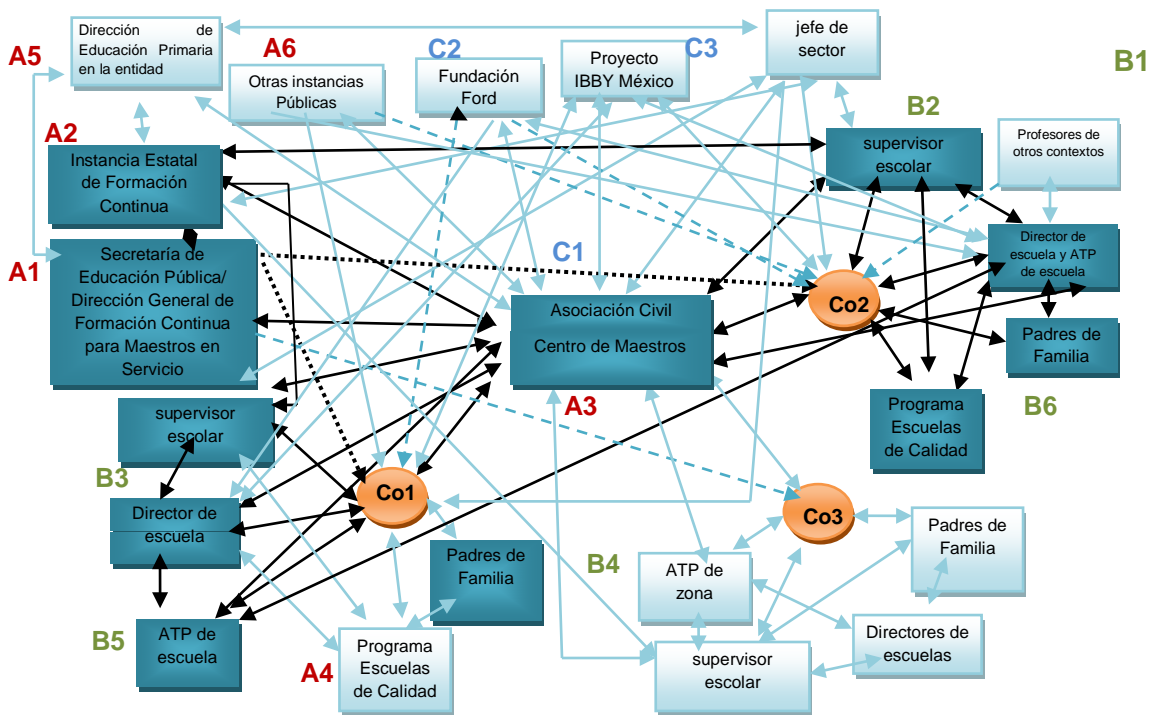 Dirección de
Educación Primaria
en la entidad
A5
A6
Otras instancias
Públicas
C2
Fundación
Ford
Proyecto
IBBY México
C3
jefe de
sector
B1
B2
Profesores de
otros contextos
A2
Instancia Estatal
de Formación
Continua
supervisor
escolar
Director de
escuela y ATP
de escuela
A1
Secretaría de
Educación Pública/
Dirección General de
Formación Continua
para Maestros en
Servicio
C1
Asociación Civil
Centro de Maestros
Co2
Padres de
Familia
B6
Programa
Escuelas
de Calidad
A3
supervisor
escolar
B3
Director de
escuela
Co1
Co3
Padres de
Familia
B4
ATP de
zona
Padres de
Familia
B5
ATP de
escuela
A4
Programa
Escuelas
de Calidad
Directores de
escuelas
supervisor
escolar